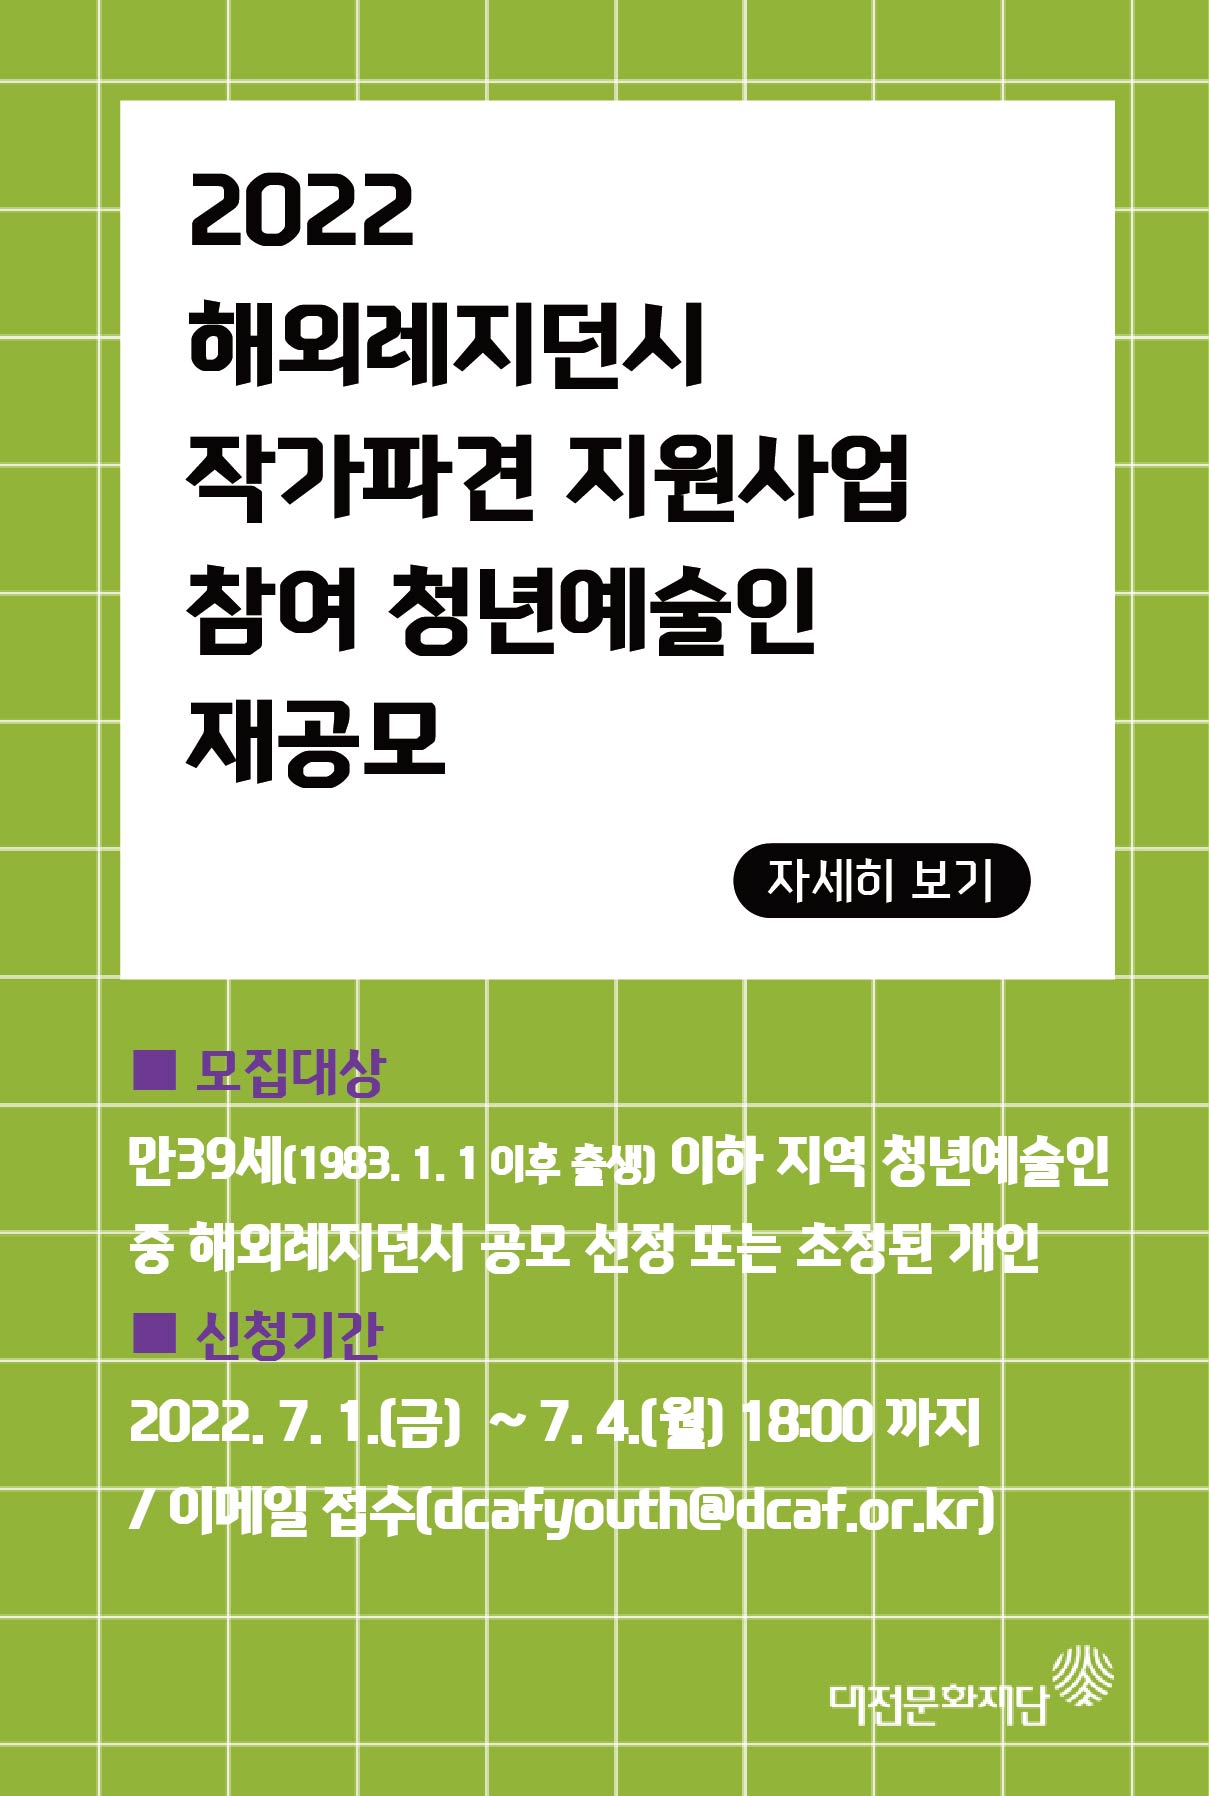 2022
해외레지던시
작가파견 지원사업
참여 청년예술인
재공모
자세히 보기
■ 모집대상
만39세(1983. 1. 1 이후 출생) 이하 지역 청년예술인
중 해외레지던시 공모 선정 또는 초청된 개인
■ 신청기간
2022. 7. 1.(금) ~ 7. 4.(월) 18:00 까지
/ 이메일 접수(dcafyouth@dcaf.or.kr)
대전문화재단